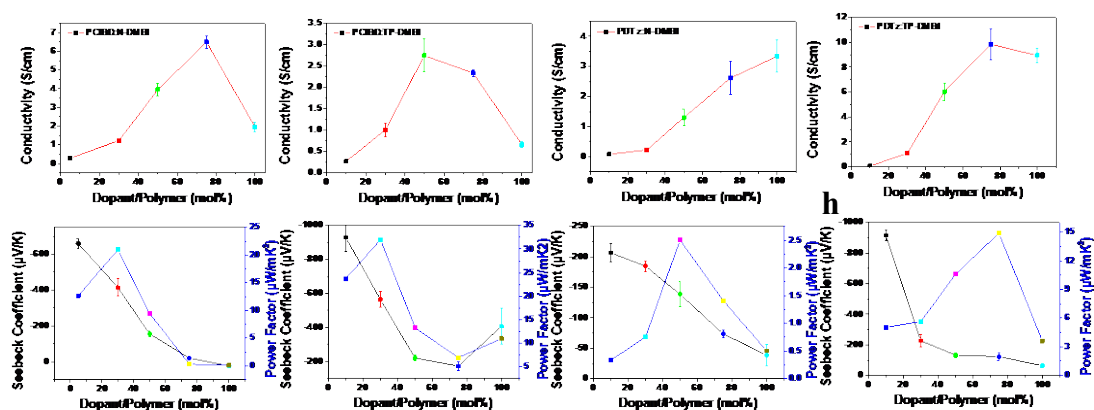 PClBD:N-DMBI
Conductivity (S/cm)
7
6
5
4
3
2
1
0
0 20 40 60 80 100
Dopant/Polymer (mol%)
PClBD:TP-DMBI
Conductivity (S/cm)
3.5
3.0
2.5
2.0
1.5
1.0
0.5
0.0
0 20 40 60 80 100
Dopant/Polymer (mol%)
PDTz:N-DMBI
Conductivity (S/cm)
4
3
2
1
0
0 20 40 60 80 100
Dopant/Polymer (mol%)
PDTz:TP-DMBI
Conductivity (S/cm)
12
10
8
6
4
2
0
0 20 40 60 80 100
Dopant/Polymer (mol%)
Seebeck Coefficient (µV/K)
-600
-400
-200
0
0 20 40 60 80 100
Dopant/Polymer (mol%)
25
20
15
10
5
0
Power Factor (µW/mK²)
Seebeck Coefficient (µV/K)
-1000
-800
-600
-400
-200
0 20 40 60 80 100
Dopant/Polymer (mol%)
35
30
25
20
15
10
5
Power Factor (µW/mK2)
Seebeck Coefficient (µV/K)
-250
-200
-150
-100
-50
0
0 20 40 60 80 100
Dopant/Polymer (mol%)
2.5
2.0
1.5
1.0
0.5
0.0
Power Factor (µW/mK²)
h
Seebeck Coefficient (µV/K)
-1000
-800
-600
-400
-200
0
0 20 40 60 80 100
Dopant/Polymer (mol%)
15
12
9
6
3
0
Power Factor (µW/mK²)